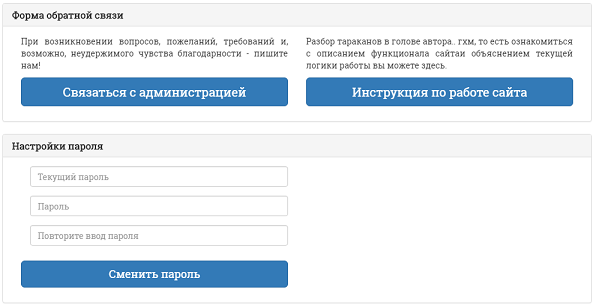 Форма обратной связи
При возникновении вопросов, пожеланий, требований и,
возможно, неудержимого чувства благодарности - пишите
нам!
Связаться с администрацией
Разбор тараканов в голове автора.. гхм, то есть ознакомиться
с описанием функционала сайтаи объяснением текущей
логики работы вы можете здесь.
Инструкция по работе сайта
Настройки пароля
Текущий пароль
Пароль
Повторите ввод пароля
Сменить пароль